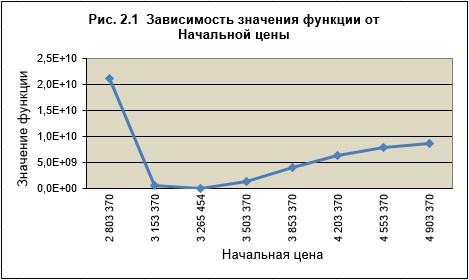 Рис. 2.1 Зависимость значения функции от
Начальной цены
Значение функции
2,5E+10
2,0E+10
1,5E+10
1,0E+10
5,0E+09
0,0E+00
2 803 370
3 153 370
3 265 454
3 503 370
3 853 370
4 203 370
4 553 370
4 903 370
Начальная цена